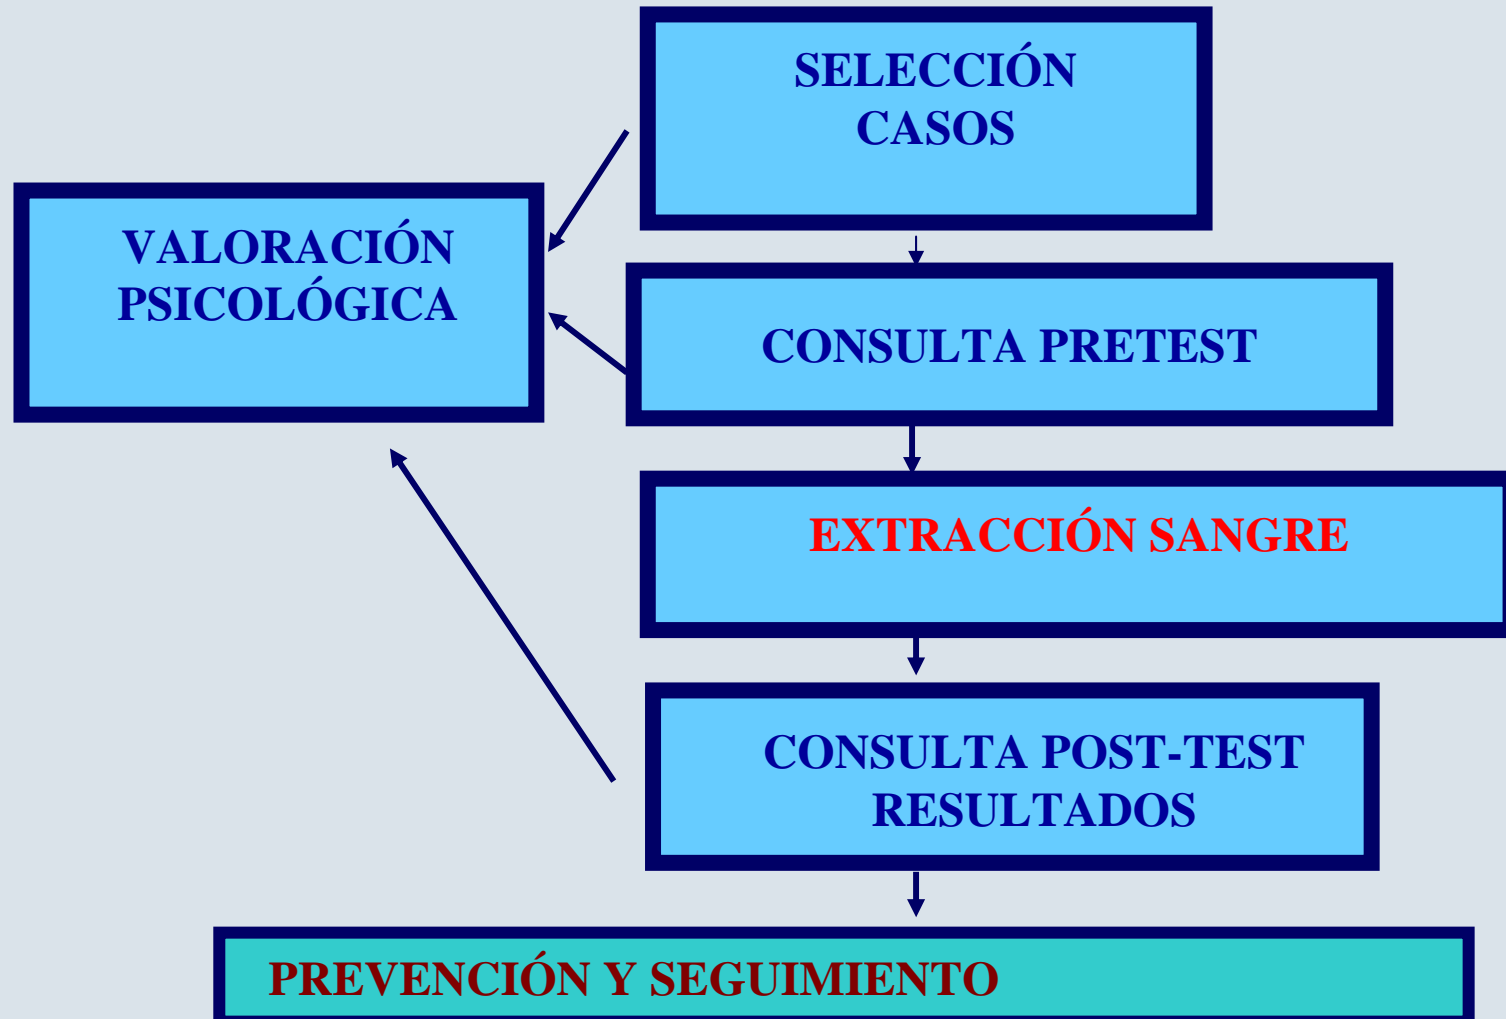 SELECCIÓN
CASOS
VALORACIÓN
PSICOLÓGICA
CONSULTA PRETEST
EXTRACCIÓN SANGRE
CONSULTA POST-TEST
RESULTADOS
PREVENCIÓN Y SEGUIMIENTO